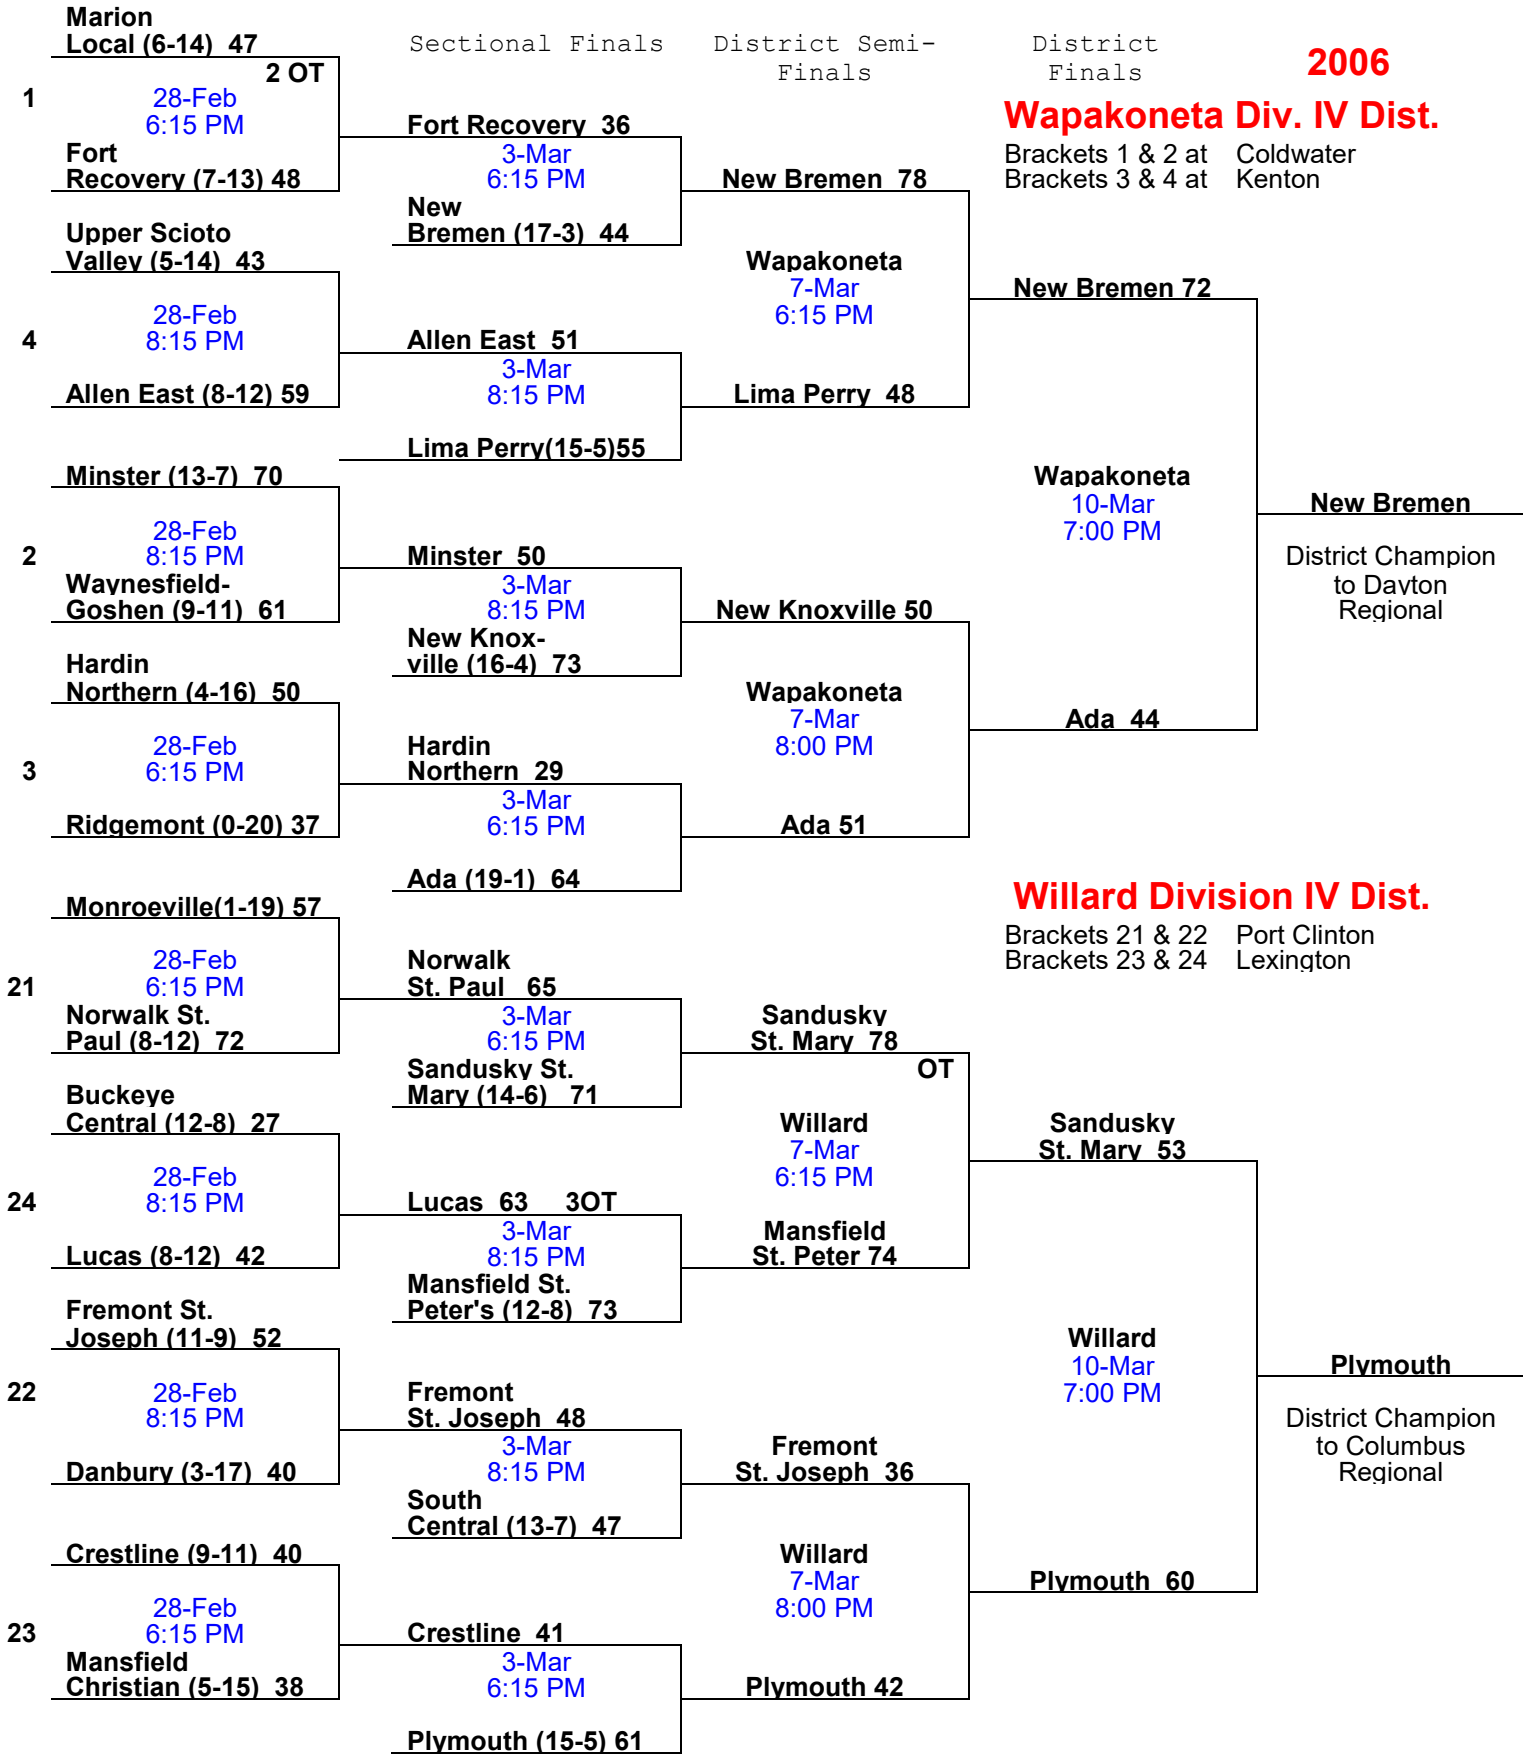 Marion
Local (6-14)  47
2 OT
1
28-Feb
6:15 PM
Fort
Recovery (7-13) 48
Upper Scioto
Valley (5-14)  43
4
28-Feb
8:15 PM
Allen East (8-12) 59
Minster (13-7)  70
2
28-Feb
8:15 PM
Waynesfield-
Goshen (9-11)  61
Hardin
Northern (4-16)  50
3
28-Feb
6:15 PM
Ridgemont (0-20) 37
Monroeville(1-19) 57
21
28-Feb
6:15 PM
Norwalk St.
Paul (8-12)  72
Buckeye
Central (12-8)  27
24
28-Feb
8:15 PM
Lucas (8-12)  42
Fremont St.
Joseph (11-9)  52
22
28-Feb
8:15 PM
Danbury (3-17)  40
Crestline (9-11)  40
23
28-Feb
6:15 PM
Mansfield
Christian (5-15)  38
Sectional Finals
Fort Recovery  36
3-Mar
6:15 PM
New
Bremen (17-3)  44
Allen East  51
3-Mar
8:15 PM
Lima Perry(15-5)55
Minster  50
3-Mar
8:15 PM
New Knox-
ville (16-4)  73
Hardin
Northern  29
3-Mar
6:15 PM
Ada (19-1)  64
Norwalk
St. Paul   65
3-Mar
6:15 PM
Sandusky St.
Mary (14-6)   71
Lucas  63     3OT
3-Mar
8:15 PM
Mansfield St.
Peter's (12-8)  73
Fremont
St. Joseph  48
3-Mar
8:15 PM
South
Central (13-7)  47
Crestline  41
3-Mar
6:15 PM
Plymouth (15-5) 61
District Semi-
Finals
New Bremen  78
Wapakoneta
7-Mar
6:15 PM
Lima Perry  48
New Knoxville 50
Wapakoneta
7-Mar
8:00 PM
Ada 51
Sandusky
St. Mary  78
OT
Willard
7-Mar
6:15 PM
Mansfield
St. Peter 74
Fremont
St. Joseph  36
Willard
7-Mar
8:00 PM
Plymouth 42
District
Finals
New Bremen 72
Wapakoneta
10-Mar
7:00 PM
Ada  44
Sandusky
St. Mary  53
Willard
10-Mar
7:00 PM
Plymouth  60
2006
Wapakoneta Div. IV Dist.
Brackets 1 & 2 at    Coldwater
Brackets 3 & 4 at    Kenton
New Bremen
District Champion
to Dayton
Regional
Willard Division IV Dist.
Brackets 21 & 22    Port Clinton
Brackets 23 & 24    Lexington
Plymouth
District Champion
to Columbus
Regional